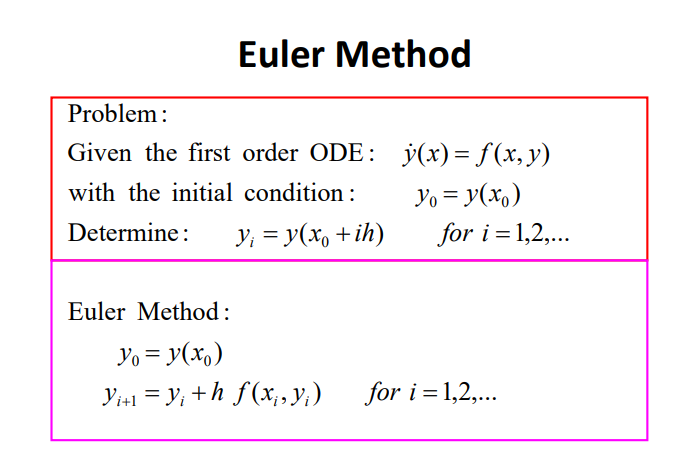 Euler Method
Problem:
Given the first order ODE: ẏ(x) = f(x, y)
with the initial condition: y₀ = y(x₀)
Determine: yᵢ = y(x₀ + ih) for i = 1,2,...
Euler Method:
y₀ = y(x₀)
yᵢ₊₁ = yᵢ + h f(xᵢ, yᵢ) for i = 1,2,...